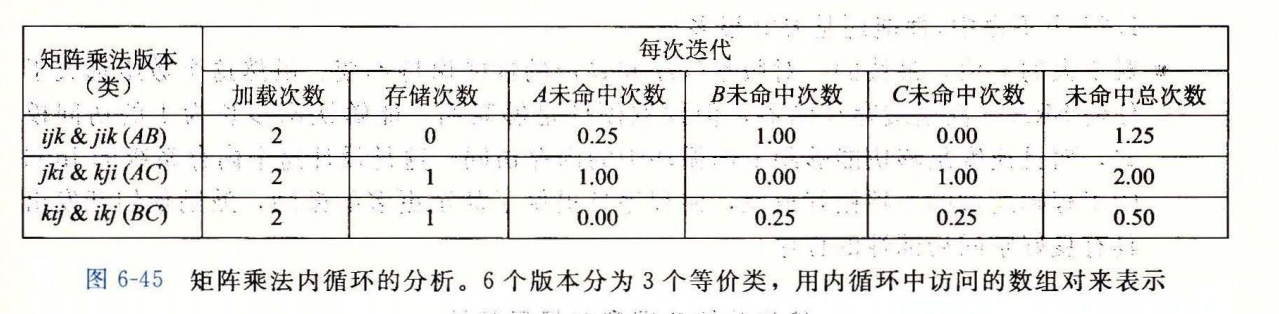 矩阵乘法版本（类） 每次迭代
加载次数 存储次数 A未命中次数 B未命中次数 C未命中次数 未命中总次数
ijk & jik (AB) 2 0 0.25 1.00 0.00 1.25
jki & kji (AC) 2 1 1.00 0.00 1.00 2.00
kij & ikj (BC) 2 1 0.00 0.25 0.25 0.50
图 6-45 矩阵乘法内循环的分析。6 个版本分为 3 个等价类，用内循环中访问的数组对来表示